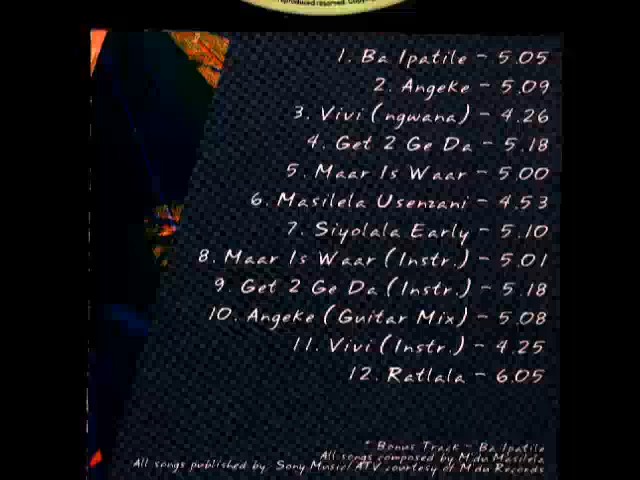 reproduced reserved. Copy
1. Ba Ipatile - 5.05
2. Angeke - 5.09
3. Vivi (ngwana) - 4.26
4. Get 2 Ge Da - 5.18
5. Maar Is Waar - 5.00
6. Masilela Usenzani - 4.53
7. Siyolala Early - 5.10
8. Maar Is Waar (Instr.) - 5.01
9. Get 2 Ge Da (Instr.) - 5.18
10. Angeke (Guitar Mix) - 5.08
11. Vivi (Instr.) - 4.25
12. Ratlala - 6.05
* Bonus Track - Ba Ipatile
All songs composed by M'du Masilela
All songs published by Sony Music/ATV courtesy of M'du Records